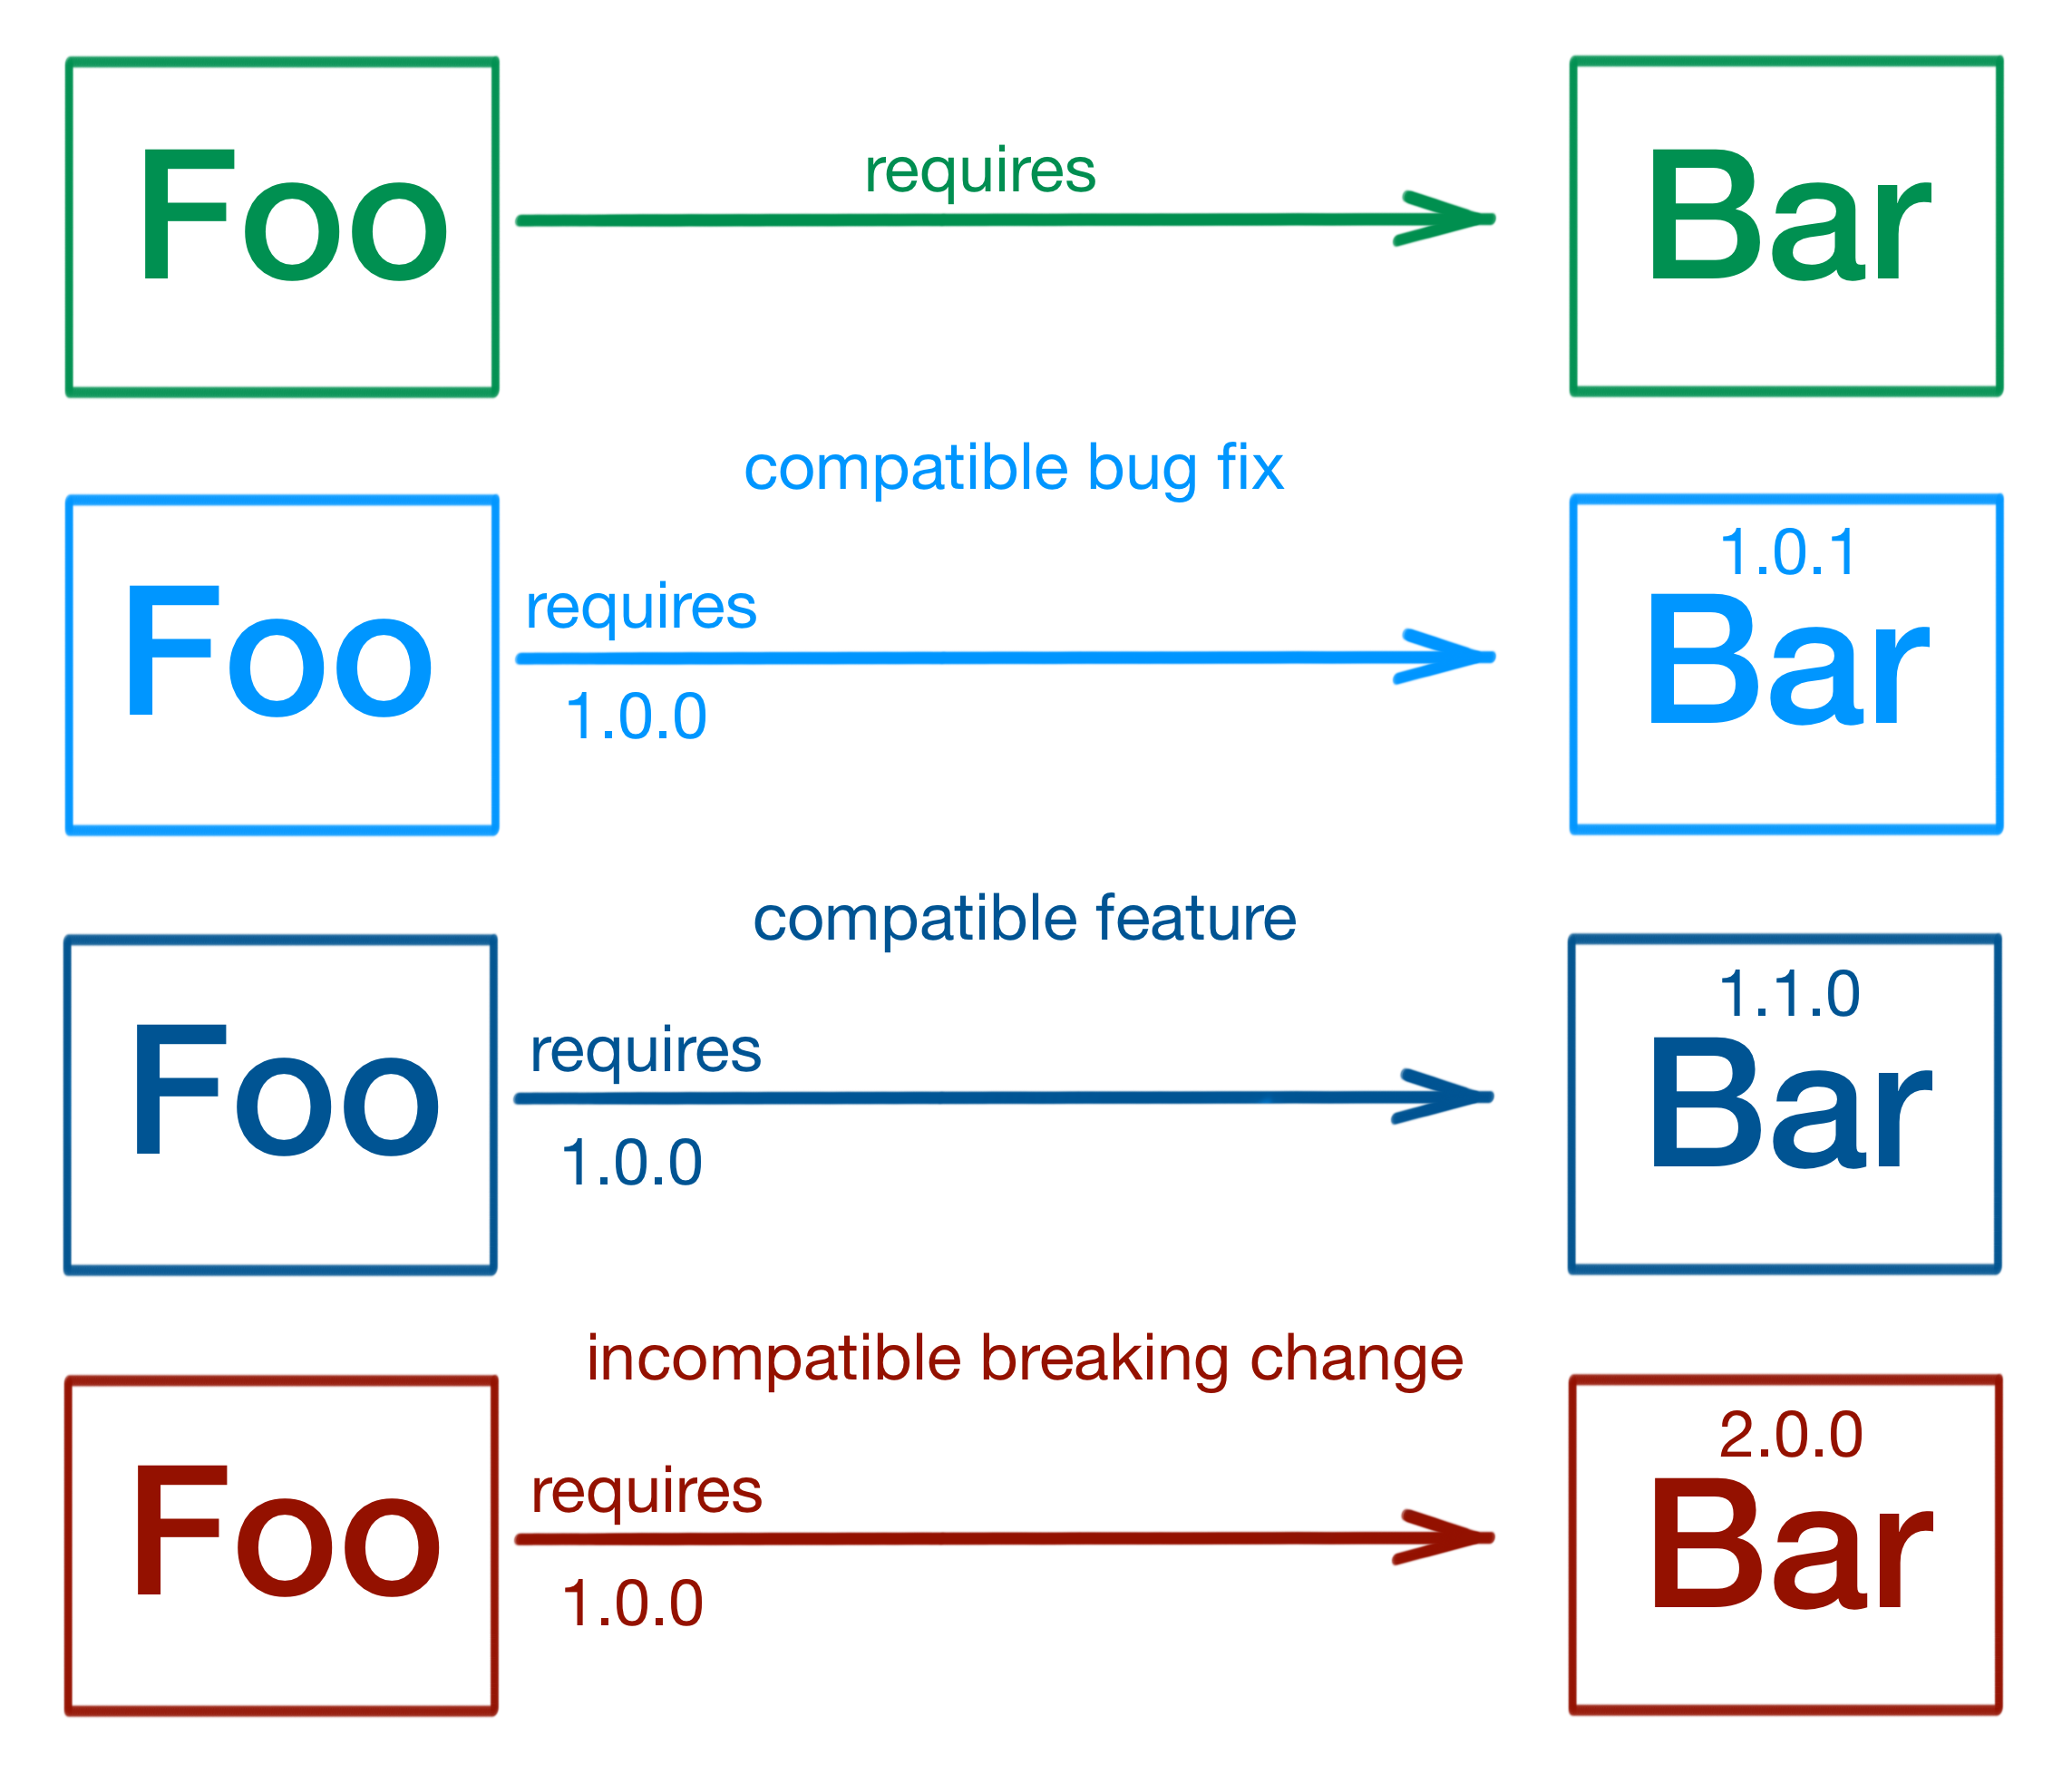 Foo
requires
Bar
compatible bug fix
Foo
requires
1.0.0
1.0.1
Bar
compatible feature
Foo
requires
1.0.0
1.1.0
Bar
incompatible breaking change
Foo
requires
1.0.0
2.0.0
Bar